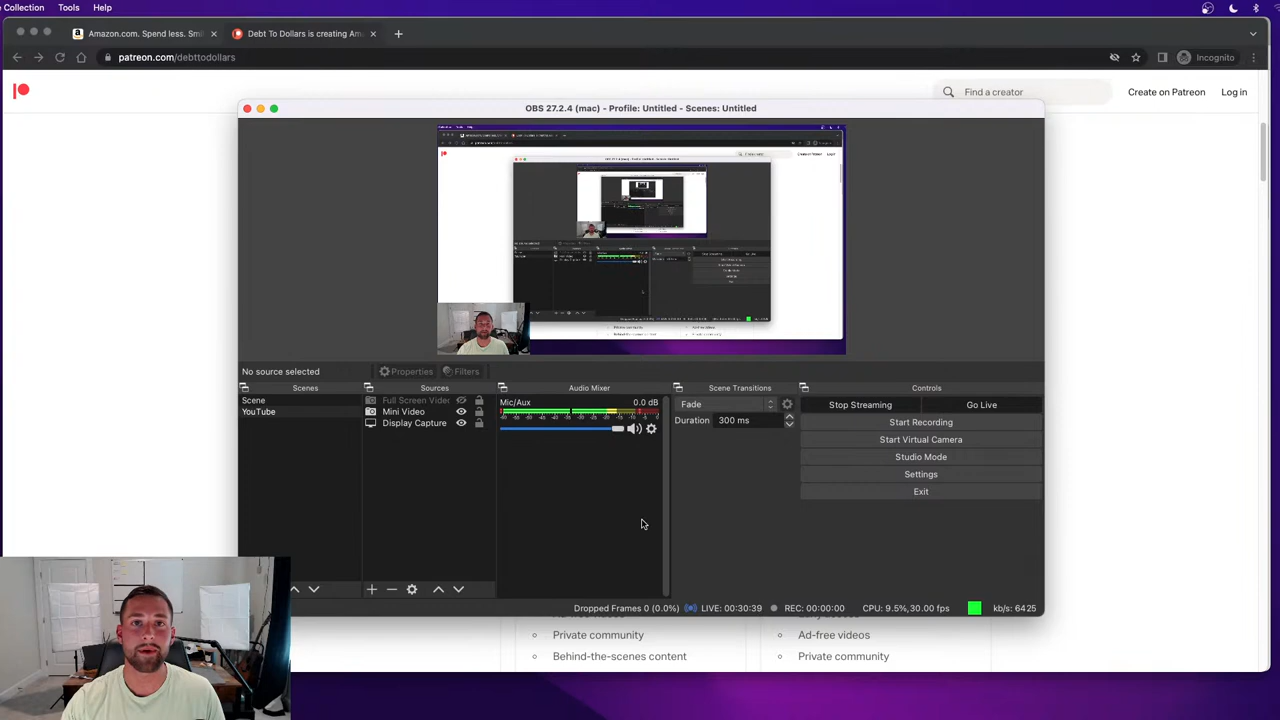 e Collection Tools Help
Amazon.com. Spend less. Smi
Debt To Dollars is creating Am
patreon.com/debttodollars
Incognito
Find a creator
Create on Patreon
Log in
OBS 27.2.4 (mac) - Profile: Untitled - Scenes: Untitled
No source selected
Properties
Filters
Scenes
Sources
Audio Mixer
Scene Transitions
Controls
Scene
YouTube
Full Screen Vide
Mini Video
Display Capture
Mic/Aux
0.0 dB
Fade
Duration
300 ms
Stop Streaming
Go Live
Start Recording
Start Virtual Camera
Studio Mode
Settings
Exit
Dropped Frames 0 (0.0%)
LIVE: 00:30:39
REC: 00:00:00
CPU: 9.5%,30.00 fps
kb/s: 6425
Private community
Ad-free videos
Behind-the-scenes content
Private community